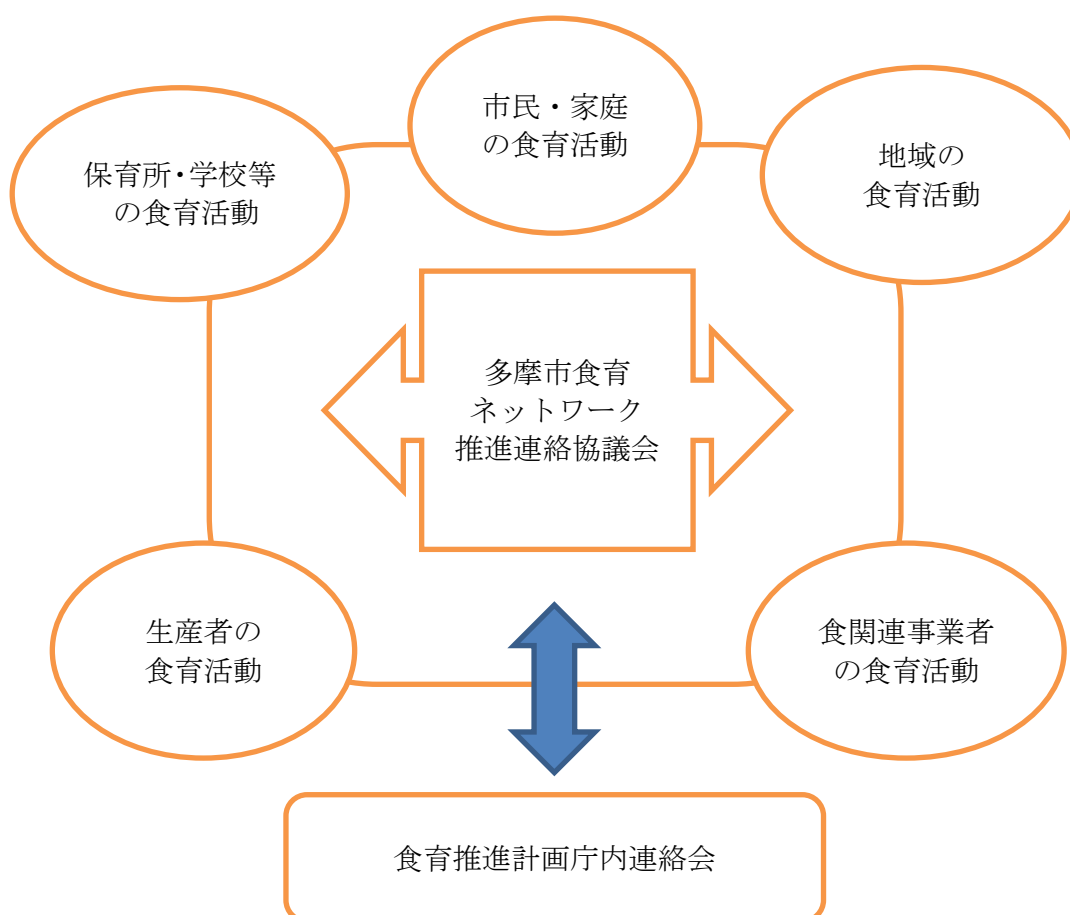 市民・家庭
の食育活動
保育所・学校等
の食育活動
地域の
食育活動
多摩市食育
ネットワーク
推進連絡協議会
生産者の
食育活動
食関連事業者
の食育活動
食育推進計画庁内連絡会